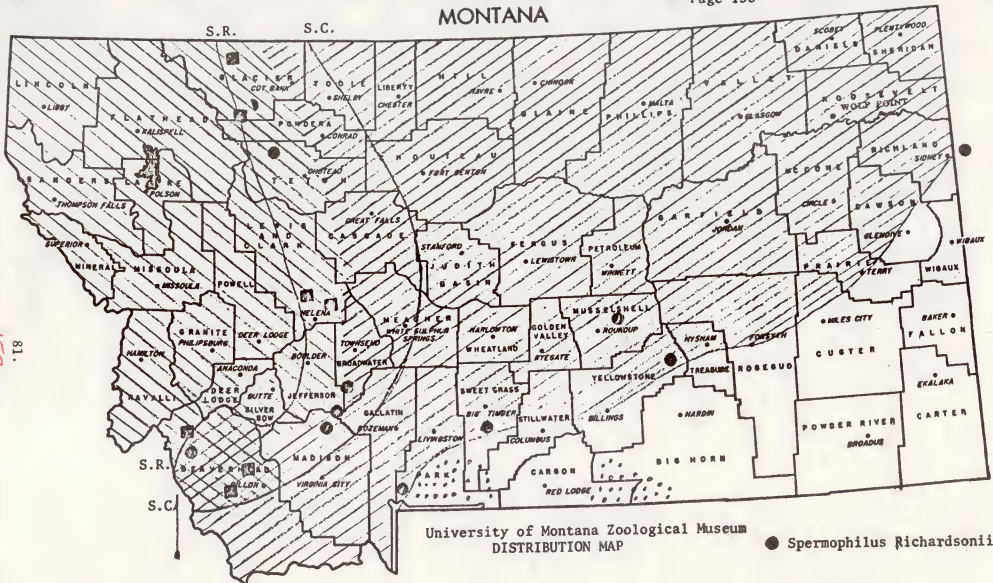 Page 158
MONTANA
S.R. S.C.
SCOBEY PLENTYWOOD
DANIELS SHERIDAN
LINCOLN GLACIER TOOLE LIBERTY HILL BLAINE PHILLIPS VALLEY ROOSEVELT
CUT BANK SHELBY CHESTER HAVRE CHINOOK MALTA GLASGOW WOLF POINT
LIBBY FLATHEAD PONDERA
KALISPELL CONRAD
SANDERS LAKE TETON CHOUTEAU MCCONE RICHLAND
THOMPSON FALLS POLSON CHOTEAU FORT BENTON SIDNEY
LEWIS AND CLARK CASCADE GREAT FALLS FERGUS GARFIELD CIRCLE DAWSON
SUPERIOR STANFORD LEWISTOWN PETROLEUM JORDAN GLENDIVE WIBAUX
MINERAL MISSOULA POWELL JUDITH BASIN WINNETT PRAIRIE TERRY WIBAUX
MISSOULA HELENA MEAGHER MUSSELSHELL
GRANITE DEER LODGE TOWNSEND WHITE SULPHUR SPRINGS HARLOWTON GOLDEN VALLEY ROUNDUP HYSHAM FORSYTH MILES CITY BAKER
PHILIPSBURG BROADWATER WHEATLAND RYEGATE TREASURE ROSEBUD CUSTER FALLON
HAMILTON ANACONDA BOULDER
RAVALLI DEER LODGE BUTTE JEFFERSON GALLATIN SWEET GRASS YELLOWSTONE EKALAKA
SILVER BOW BOZEMAN BIG TIMBER STILLWATER BILLINGS HARDIN POWDER RIVER CARTER
MADISON LIVINGSTON COLUMBUS BROADUS
S.R. BEAVERHEAD PARK CARBON BIG HORN
DILLON VIRGINIA CITY RED LODGE
S.C.
University of Montana Zoological Museum
DISTRIBUTION MAP
Spermophilus Richardsonii
81.